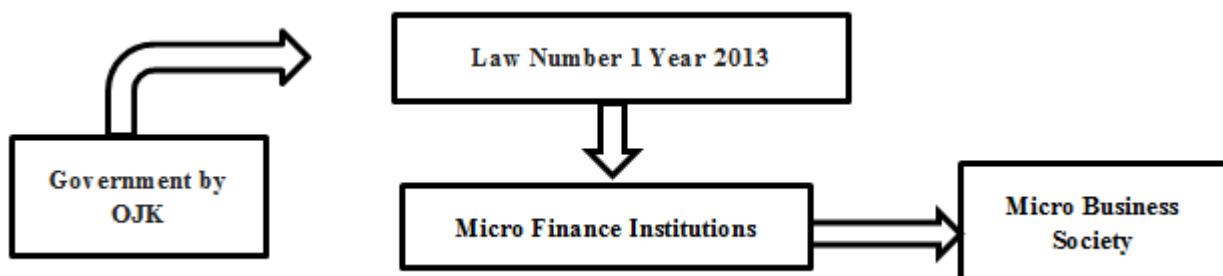 Law Number 1 Year 2013
Government by
OJK
Micro Finance Institutions
Micro Business
Society